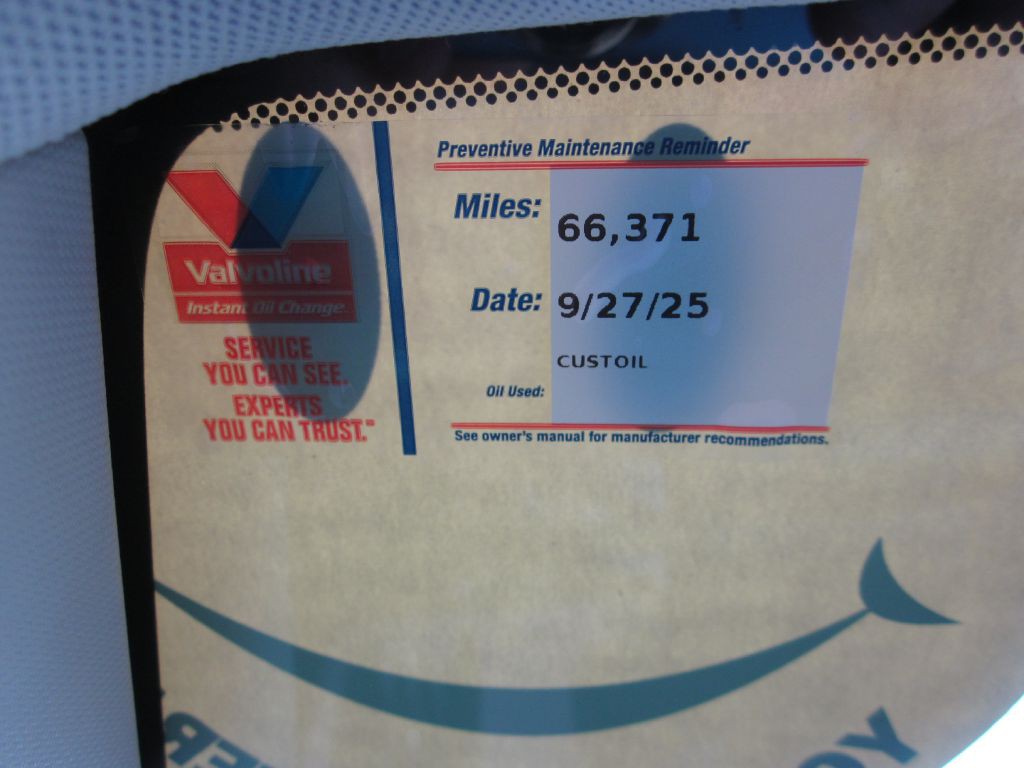 Valvoline
Instant Oil Change
SERVICE
YOU CAN SEE.
EXPERTS
YOU CAN TRUST.™
Preventive Maintenance Reminder
Miles: 66,371
Date: 9/27/25
CUSTOIL
Oil Used:
See owner's manual for manufacturer recommendations.